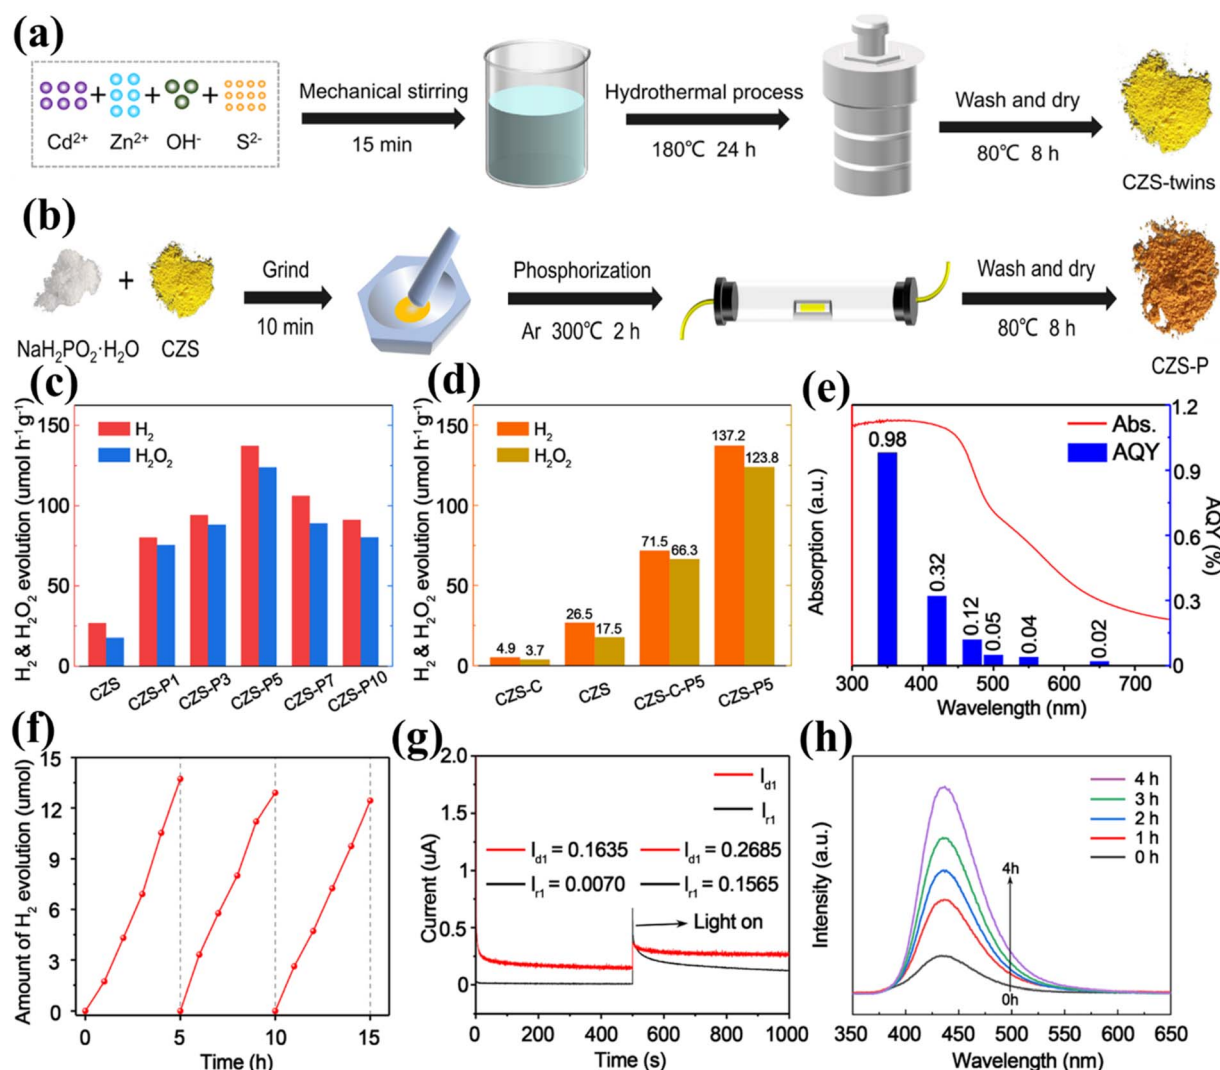 (a)
Cd²⁺ + Zn²⁺ + OH- + S²⁻
Mechanical stirring
15 min
Hydrothermal process
180℃ 24 h
Wash and dry
80℃ 8 h
CZS-twins
(b)
NaH₂PO₂·H₂O + CZS
Grind
10 min
Phosphorization
Ar 300℃ 2 h
Wash and dry
80℃ 8 h
CZS-P
(c)
H₂ & H₂O₂ evolution (umol h⁻¹ g⁻¹)
150
100
50
0
H₂
H₂O₂
CZS
CZS-P1
CZS-P3
CZS-P5
CZS-P7
CZS-P10
(d)
H₂ & H₂O₂ evolution (umol h⁻¹ g⁻¹)
150
100
50
0
H₂
H₂O₂
4.9 3.7
26.5
17.5
71.5
66.3
137.2
123.8
CZS-C
CZS
CZS-C-P5
CZS-P5
(e)
Absorption (a.u.)
Abs.
AQY
0.98
0.32
0.12
0.05
0.04
0.02
1.2
0.9
0.6
0.3
0
AQY (%)
300 400 500 600 700
Wavelength (nm)
(f)
Amount of H₂ evolution (umol)
15
12
9
6
3
0
0 5 10 15
Time (h)
(g)
Current (uA)
2.0
1.5
1
0.5
0
I_d1
I_r1
I_d1 = 0.1635
I_r1 = 0.0070
I_d1 = 0.2685
I_r1 = 0.1565
Light on
0 200 400 600 800 1000
Time (s)
(h)
Intensity (a.u.)
4 h
3 h
2 h
1 h
0 h
4h
0h
350 400 450 500 550 600 650
Wavelength (nm)